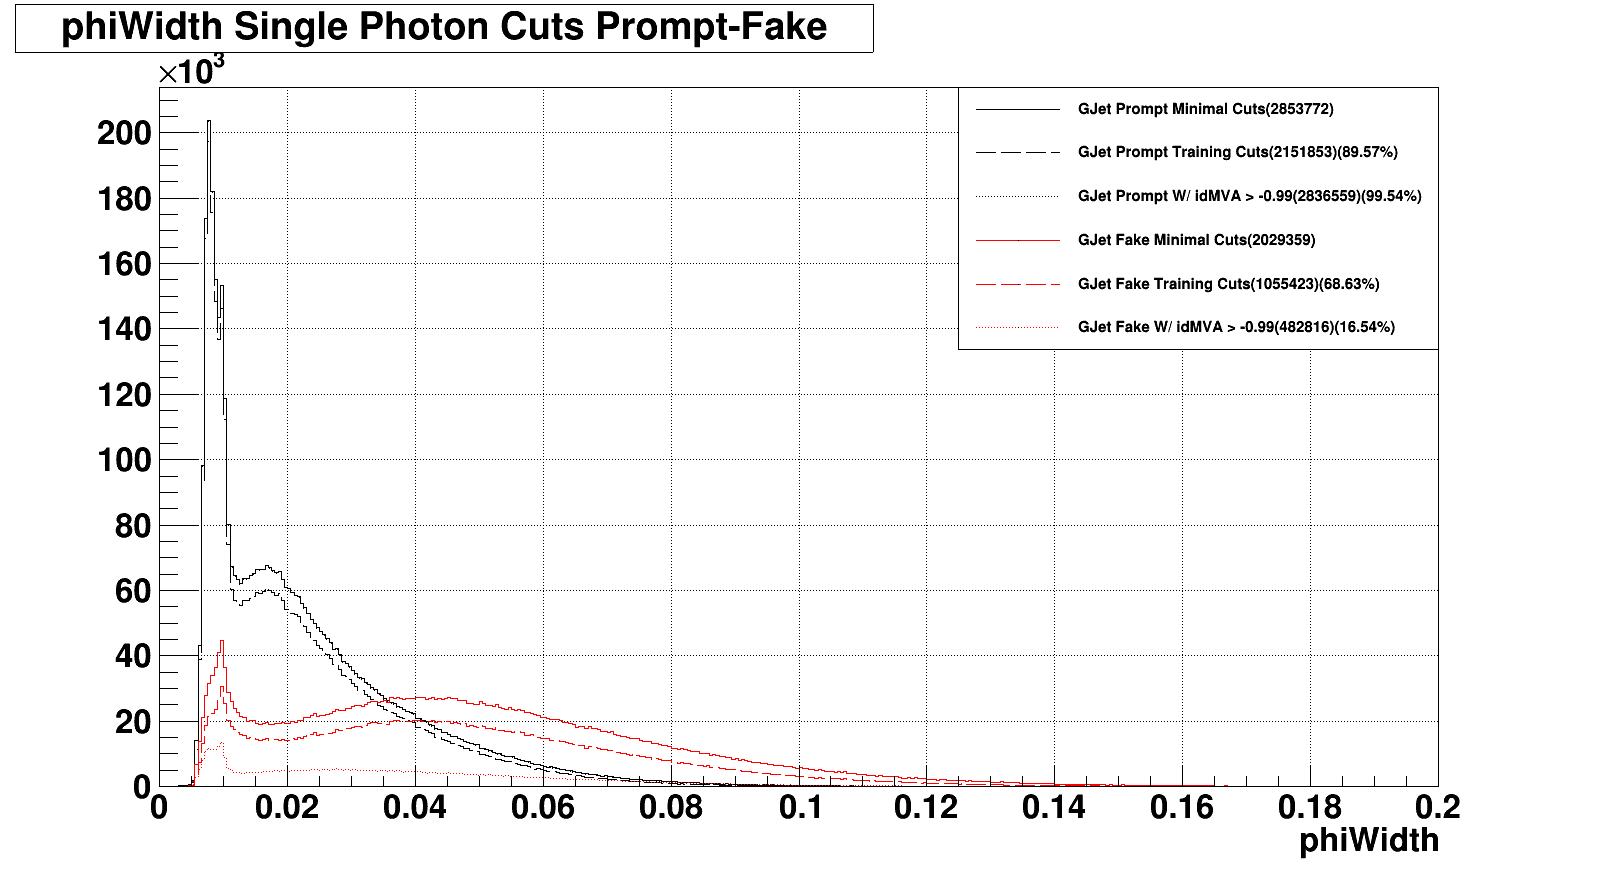 phiWidth Single Photon Cuts Prompt-Fake
×10³
GJet Prompt Minimal Cuts(2853772)
GJet Prompt Training Cuts(2151853)(89.57%)
GJet Prompt W/ idMVA > -0.99(2836559)(99.54%)
GJet Fake Minimal Cuts(2029359)
GJet Fake Training Cuts(1055423)(68.63%)
GJet Fake W/ idMVA > -0.99(482816)(16.54%)
200
180
160
140
120
100
80
60
40
20
0
0 0.02 0.04 0.06 0.08 0.1 0.12 0.14 0.16 0.18 0.2
phiWidth